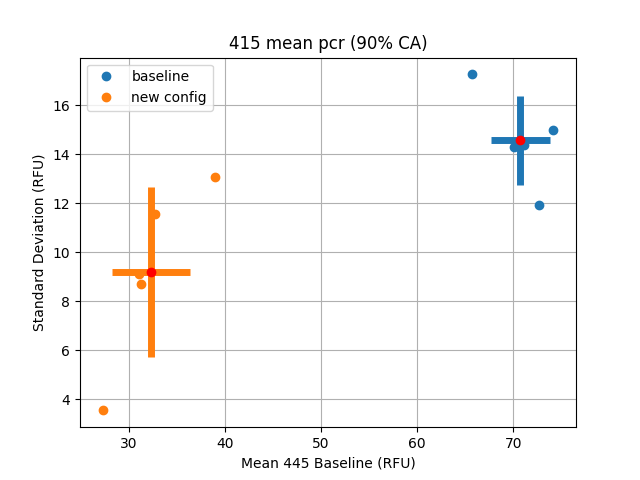 415 mean pcr (90% CA)
baseline
new config
Standard Deviation (RFU)
16
14
12
10
8
6
4
30 40 50 60 70
Mean 445 Baseline (RFU)